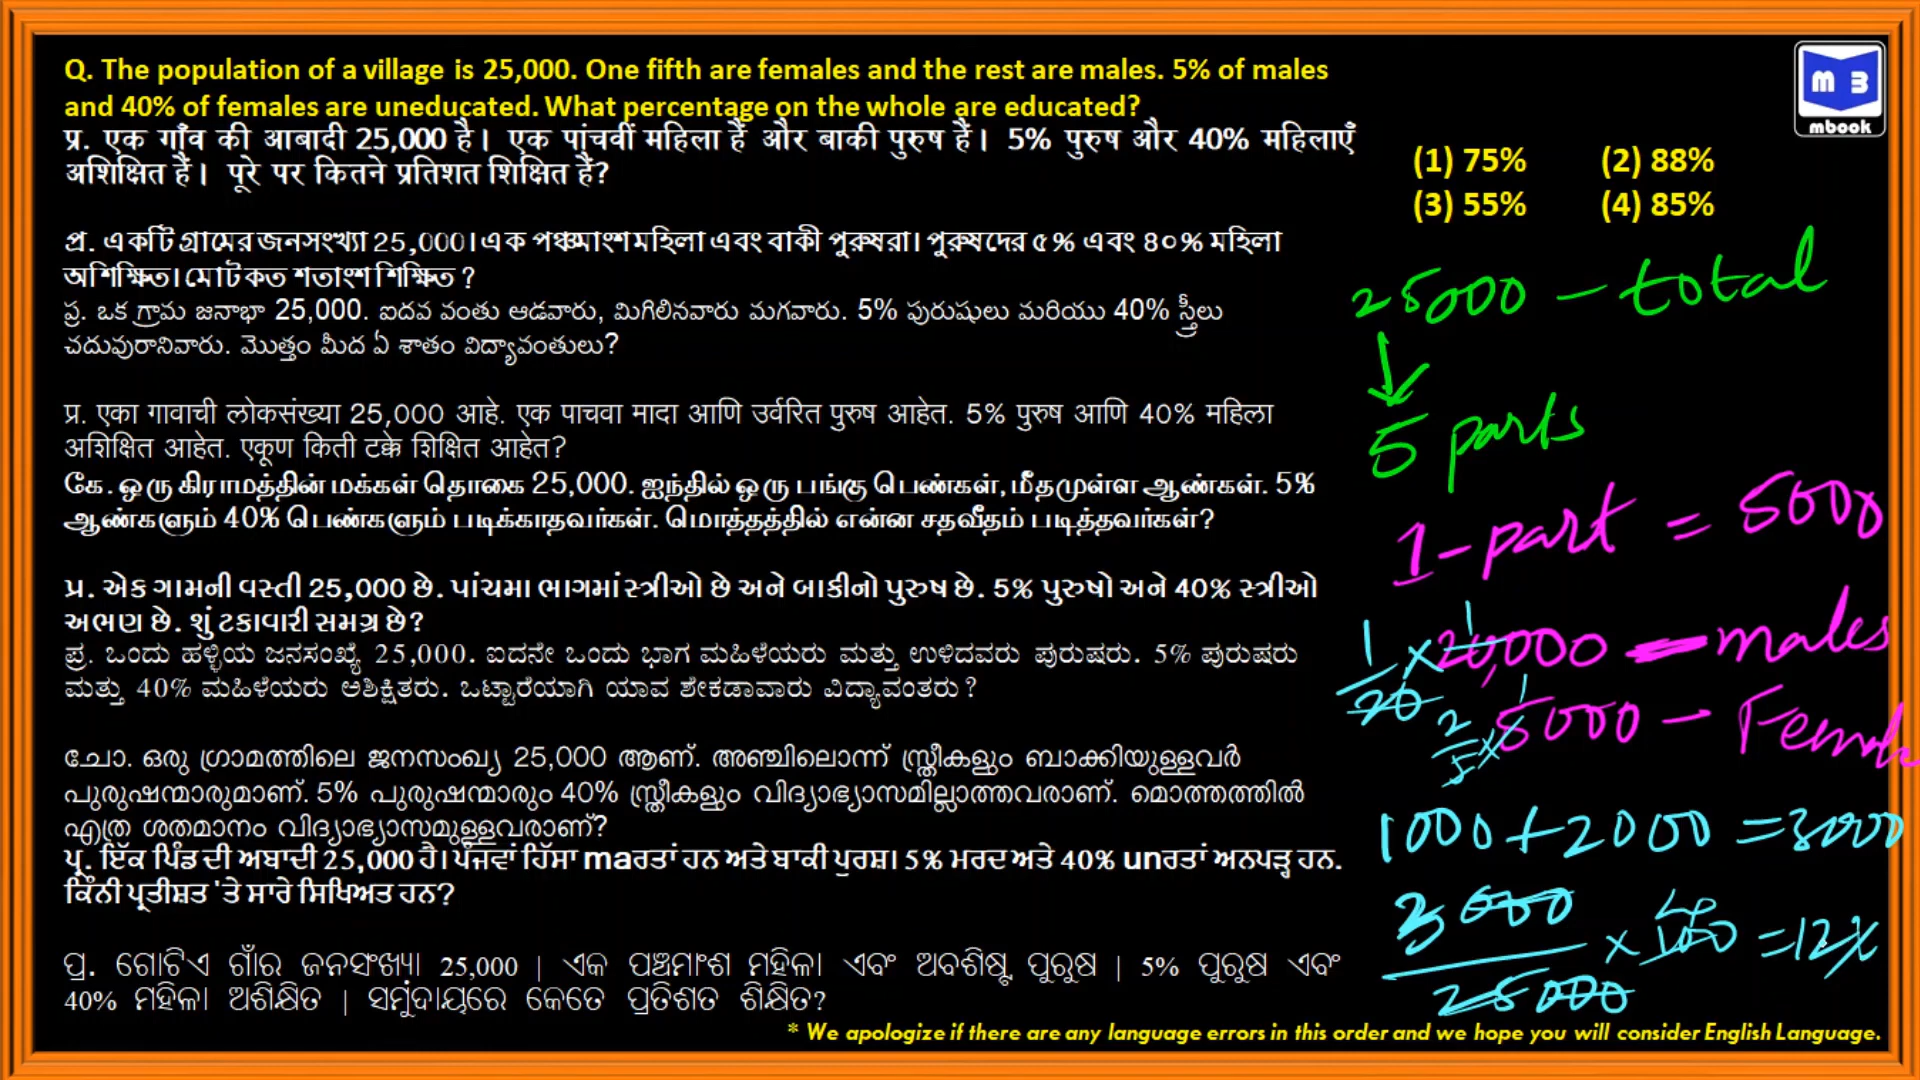 Q. The population of a village is 25,000. One fifth are females and the rest are males. 5% of males
and 40% of females are uneducated. What percentage on the whole are educated?
प्र. एक गाँव की आबादी 25,000 है। एक पांचवीं महिला हैं और बाकी पुरुष हैं। 5% पुरुष और 40% महिलाएँ
अशिक्षित हैं। पूरे पर कितने प्रतिशत शिक्षित हैं?
প্র. একটি গ্রামের জনসংখ্যা 25,000। এক পঞ্চমাংশ মহিলা এবং বাকী পুরুষরা। পুরুষদের ৫% এবং ৪০% মহিলা
অশিক্ষিত। মোট কত শতাংশ শিক্ষিত?
ప్ర. ఒక గ్రామ జనాభా 25,000. ఐదవ వంతు ఆడవారు, మిగిలినవారు మగవారు. 5% పురుషులు మరియు 40% స్త్రీలు
చదువురానివారు. మొత్తం మీద ఏ శాతం విద్యావంతులు?
प्र. एका गावाची लोकसंख्या 25,000 आहे. एक पाचवा मादा आणि उर्वरित पुरुष आहेत. 5% पुरुष आणि 40% महिला
अशिक्षित आहेत. एकूण किती टक्के शिक्षित आहेत?
கே. ஒரு கிராமத்தின் மக்கள் தொகை 25,000. ஐந்தில் ஒரு பங்கு பெண்கள், மீதமுள்ள ஆண்கள். 5%
ஆண்களும் 40% பெண்களும் படிக்காதவர்கள். மொத்தத்தில் என்ன சதவீதம் படித்தவர்கள்?
પ્ર. એક ગામની વસ્તી 25,000 છે. પાંચમા ભાગમાં સ્ત્રીઓ છે અને બાકીનો પુરુષ છે. 5% પુરુષો અને 40% સ્ત્રીઓ
અભણ છે. શું ટકાવારી સમગ્ર છે?
ಪ್ರ. ಒಂದು ಹಳ್ಳಿಯ ಜನಸಂಖ್ಯೆ 25,000. ಐದನೇ ಒಂದು ಭಾಗ ಮಹಿಳೆಯರು ಮತ್ತು ಉಳಿದವರು ಪುರುಷರು. 5% ಪುರುಷರು
ಮತ್ತು 40% ಮಹಿಳೆಯರು ಅಶಿಕ್ಷಿತರು. ಒಟ್ಟಾರೆಯಾಗಿ ಯಾವ ಶೇಕಡಾವಾರು ವಿದ್ಯಾವಂತರು?
ചോ. ഒരു ഗ്രാമത്തിലെ ജനസംഖ്യ 25,000 ആണ്. അഞ്ചിലൊന്ന് സ്ത്രീകളും ബാക്കിയുള്ളവർ
പുരുഷന്മാരുമാണ്. 5% പുരുഷന്മാരും 40% സ്ത്രീകളും വിദ്യാഭ്യാസമില്ലാത്തവരാണ്. മൊത്തത്തിൽ
എത്ര ശതമാനം വിദ്യാഭ്യാസമുള്ളവരാണ്?
ਪ੍ਰ. ਇੱਕ ਪਿੰਡ ਦੀ ਅਬਾਦੀ 25,000 ਹੈ। ਪੰਜਵਾਂ ਹਿੱਸਾ maਰਤਾਂ ਹਨ ਅਤੇ ਬਾਕੀ ਪੁਰਸ਼। 5% ਮਰਦ ਅਤੇ 40% unਰਤਾਂ ਅਨਪੜ੍ਹ ਹਨ.
ਕਿੰਨੀ ਪ੍ਰਤੀਸ਼ਤ 'ਤੇ ਸਾਰੇ ਸਿਖਿਅਤ ਹਨ?
ପ୍ର. ଗୋଟିଏ ଗାଁର ଜନସଂଖ୍ୟା 25,000 | ଏକ ପଞ୍ଚମାଂଶ ମହିଳା ଏବଂ ଅବଶିଷ୍ଟ ପୁରୁଷ | 5% ପୁରୁଷ ଏବଂ
40% ମହିଳା ଅଶିକ୍ଷିତ | ସମୁଦାୟରେ କେତେ ପ୍ରତିଶତ ଶିକ୍ଷିତ?
* We apologize if there are any language errors in this order and we hope you will consider English Language.
M 3
mbook
(1) 75% (2) 88%
(3) 55% (4) 85%
25000 - total
5 parts
1-part = 5000
1/20 × 20,000 - males
2/5 × 5000 - Female
1000 + 2000 = 3000
3000/25000 × 100 = 12%